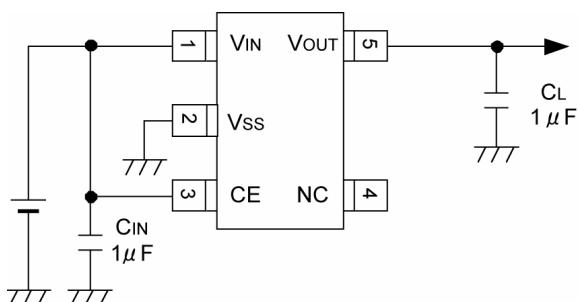 1 VIN VOUT 5
2 VSS
3 CE NC 4
CL
1μF
CIN
1μF